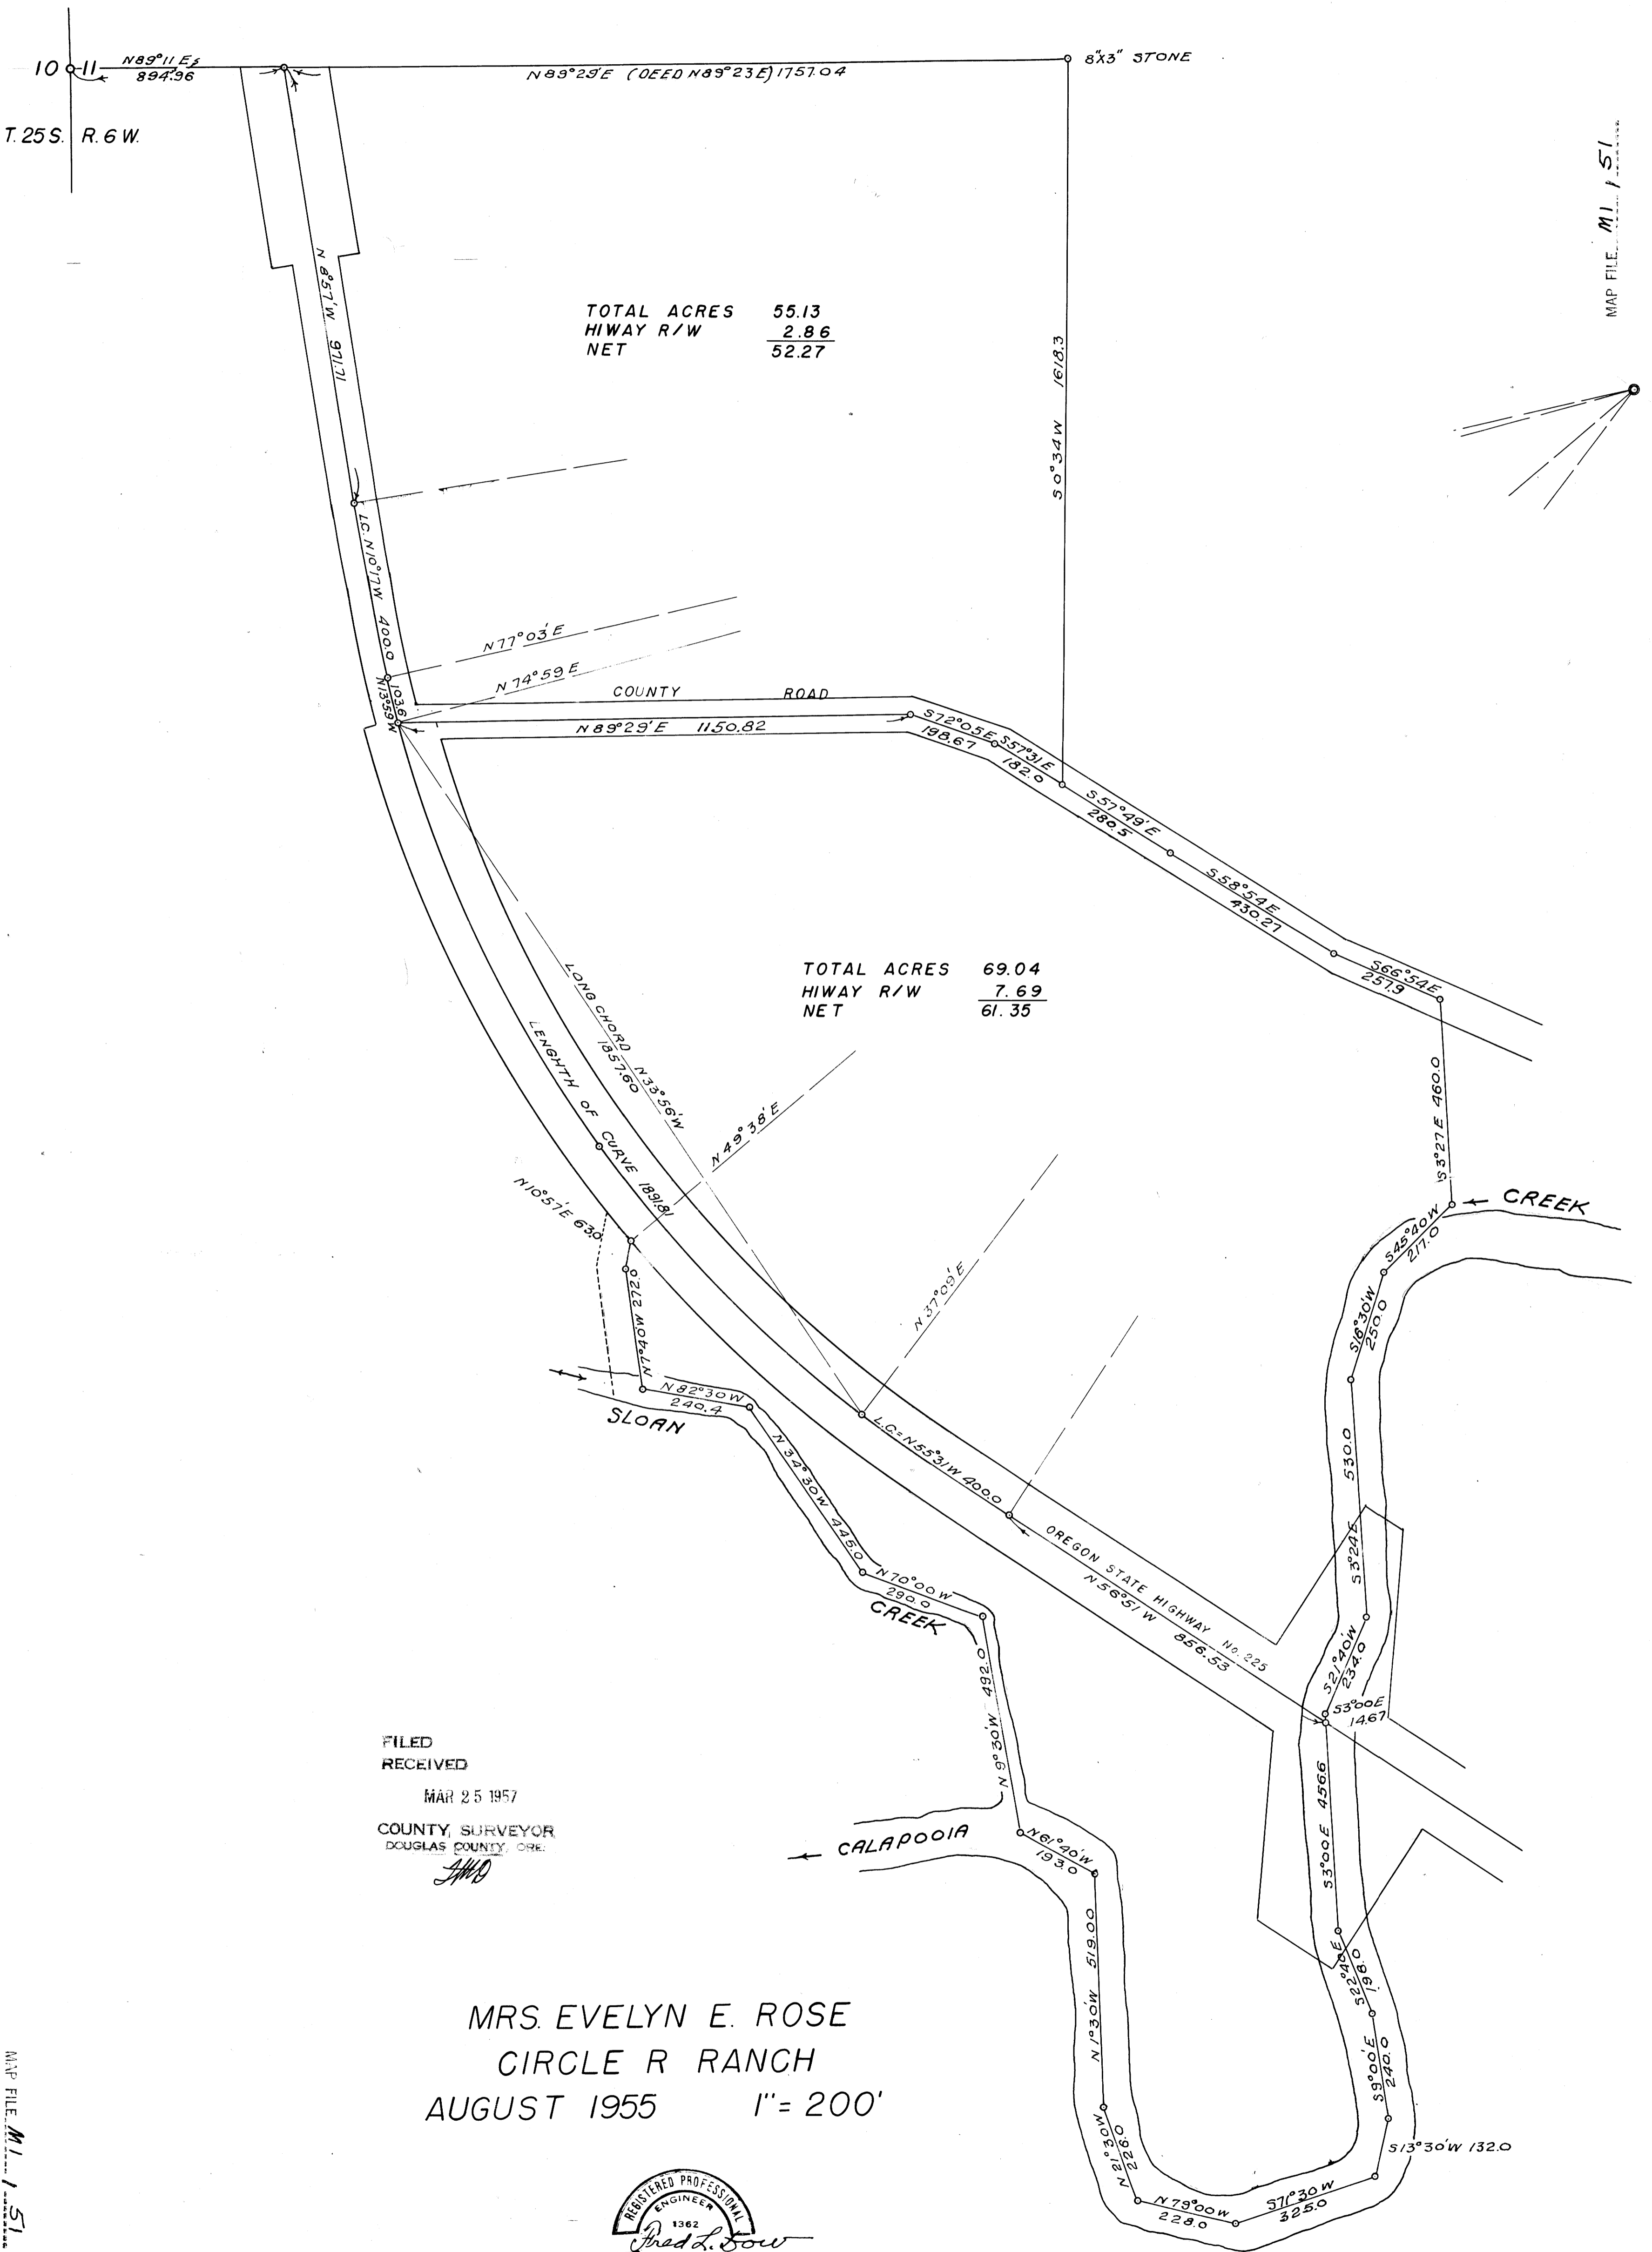 10 11
N89°11'E
894.96
N89°29'E (DEED N89°23'E) 1757.04
8"X3" STONE
T. 25 S. R. 6 W.
MAP FILE M1 1 51
N 8°57'W 971.71
TOTAL ACRES 55.13
HIWAY R/W 2.86
NET 52.27
S0°34'W 1618.3
L.C. N10°17'W 400.0
N77°03'E
N74°59'E
103.6
N13°59'W
COUNTY ROAD
N89°29'E 1150.82
S72°05'E
198.67
S57°31'E
182.0
S57°49'E
280.5
S58°54'E
430.27
S66°54'E
257.9
TOTAL ACRES 69.04
HIWAY R/W 7.69
NET 61.35
LONG CHORD N33°56'W
1857.60
LENGHTH OF CURVE 1891.81
N49°38'E
S3°27'E 460.0
CREEK
S45°40'W
217.0
N10°57'E 63.0
N37°09'E
S16°30'W
250.0
N7°40'W 272.0
N82°30'W
240.4
SLOAN
N34°30'W 445.0
L.C.=N55°31'W 400.0
530.0
S3°24'E
OREGON STATE HIGHWAY No. 225
N56°51'W 856.53
N70°00'W
290.0
CREEK
S21°40'W
234.0
S3°00'E
14.67
N9°30'W 492.0
FILED
RECEIVED
MAR 25 1957
COUNTY SURVEYOR
DOUGLAS COUNTY, ORE.
CALAPOOIA
N61°40'W
193.0
S3°00'E 456.6
N1°30'W 519.00
S22°40'E
198.0
S9°00'E
240.0
MRS. EVELYN E. ROSE
CIRCLE R RANCH
AUGUST 1955 1"=200'
N21°30'W
226.0
S13°30'W 132.0
N79°00'W
228.0
S71°30'W
325.0
MAP FILE M1 1 51
REGISTERED PROFESSIONAL
ENGINEER
1362
Fred L. Dow